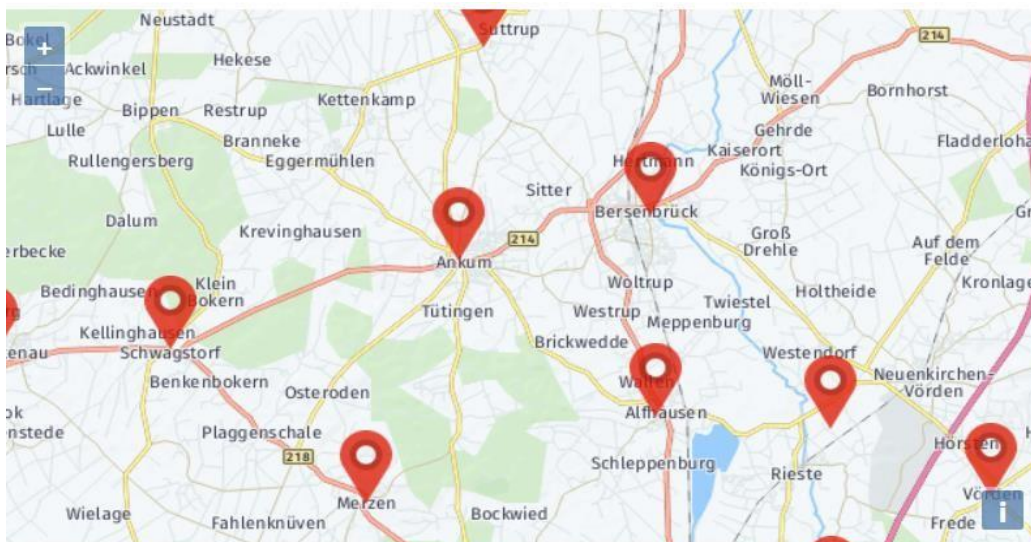 Neustadt
Suttrup
214
+
Hekese
Ackwinkel
–
Hartlage
Kettenkamp
Möll-
Wiesen
Bornhorst
Bippen
Restrup
Lulle
Branneke
Gehrde
Fladderloha
Rullengersberg
Eggermühlen
Hertmann
Kaiserort
Königs-Ort
Sitter
Dalum
Krevinghausen
Bersenbrück
Groß
Drehle
214
Auf dem
Felde
Ankum
Klein
Bokern
Bedinghausen
Woltrup
Holtheide
Kronlage
Tütingen
Westrup
Twiestel
Meppenburg
Kellinghausen
Schwagstorf
Brickwedde
Westendorf
Benkenbokern
Osteroden
Neuenkirchen-
Vörden
Alfhausen
Plaggenschale
Hörsten
218
Schleppenburg
Rieste
Merzen
Vörden
Wielage
Fahlenknüven
Bockwied
Frede
i